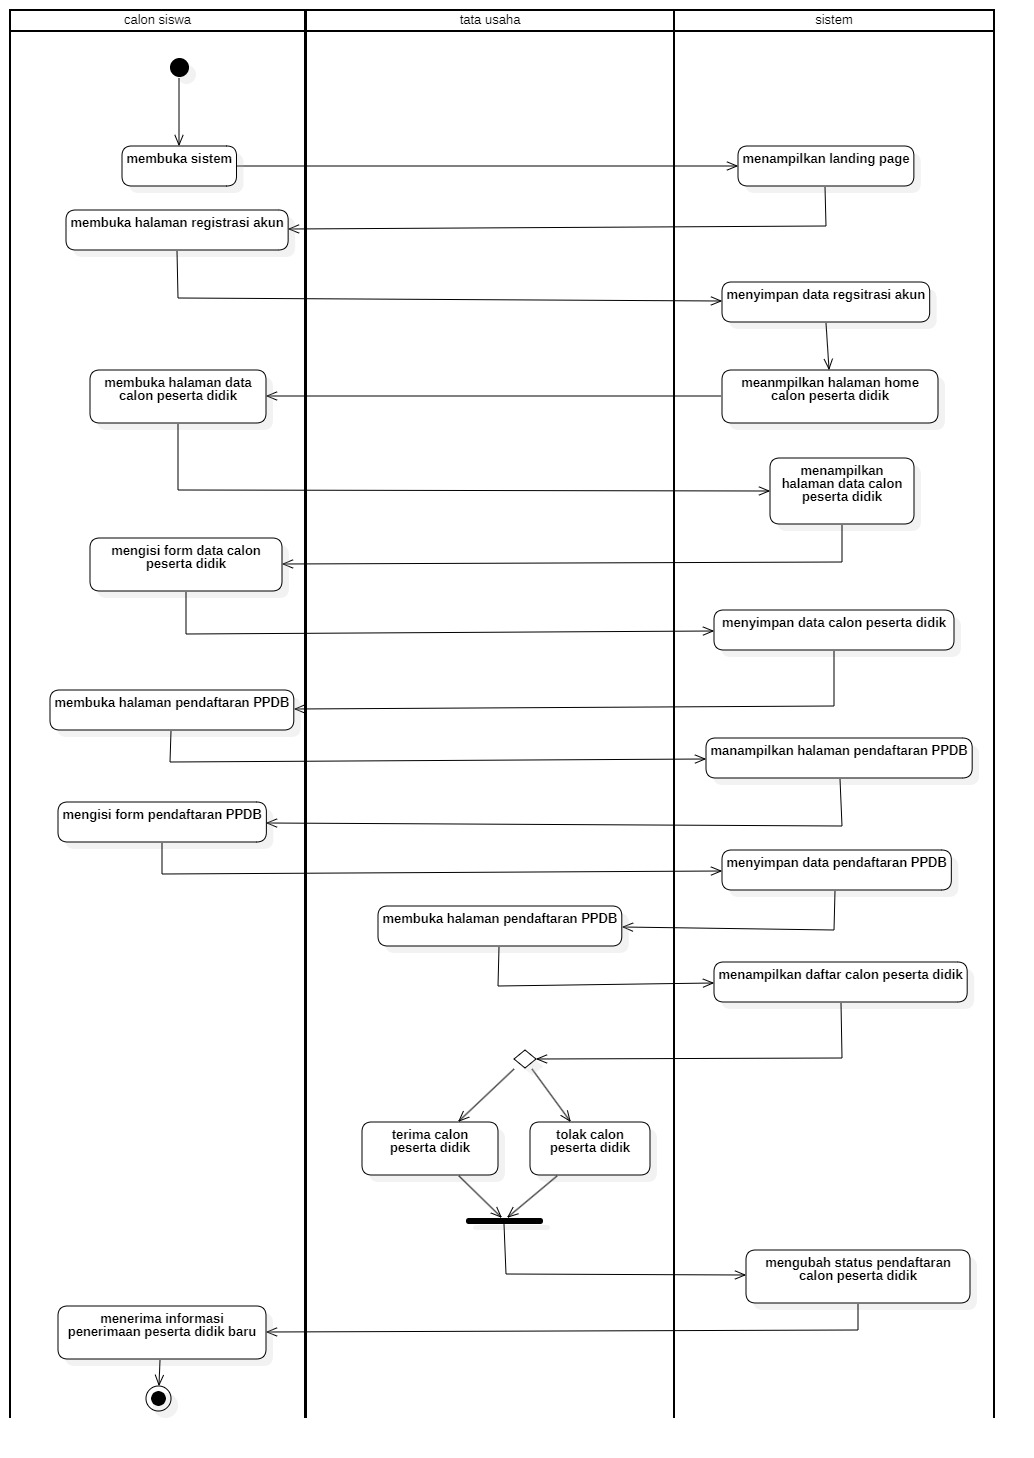 calon siswa
tata usaha
sistem
membuka sistem
menampilkan landing page
membuka halaman registrasi akun
menyimpan data regsitrasi akun
membuka halaman data
calon peserta didik
meanmpilkan halaman home
calon peserta didik
menampilkan
halaman data calon
peserta didik
mengisi form data calon
peserta didik
menyimpan data calon peserta didik
membuka halaman pendaftaran PPDB
manampilkan halaman pendaftaran PPDB
mengisi form pendaftaran PPDB
menyimpan data pendaftaran PPDB
membuka halaman pendaftaran PPDB
menampilkan daftar calon peserta didik
terima calon
peserta didik
tolak calon
peserta didik
mengubah status pendaftaran
calon peserta didik
menerima informasi
penerimaan peserta didik baru